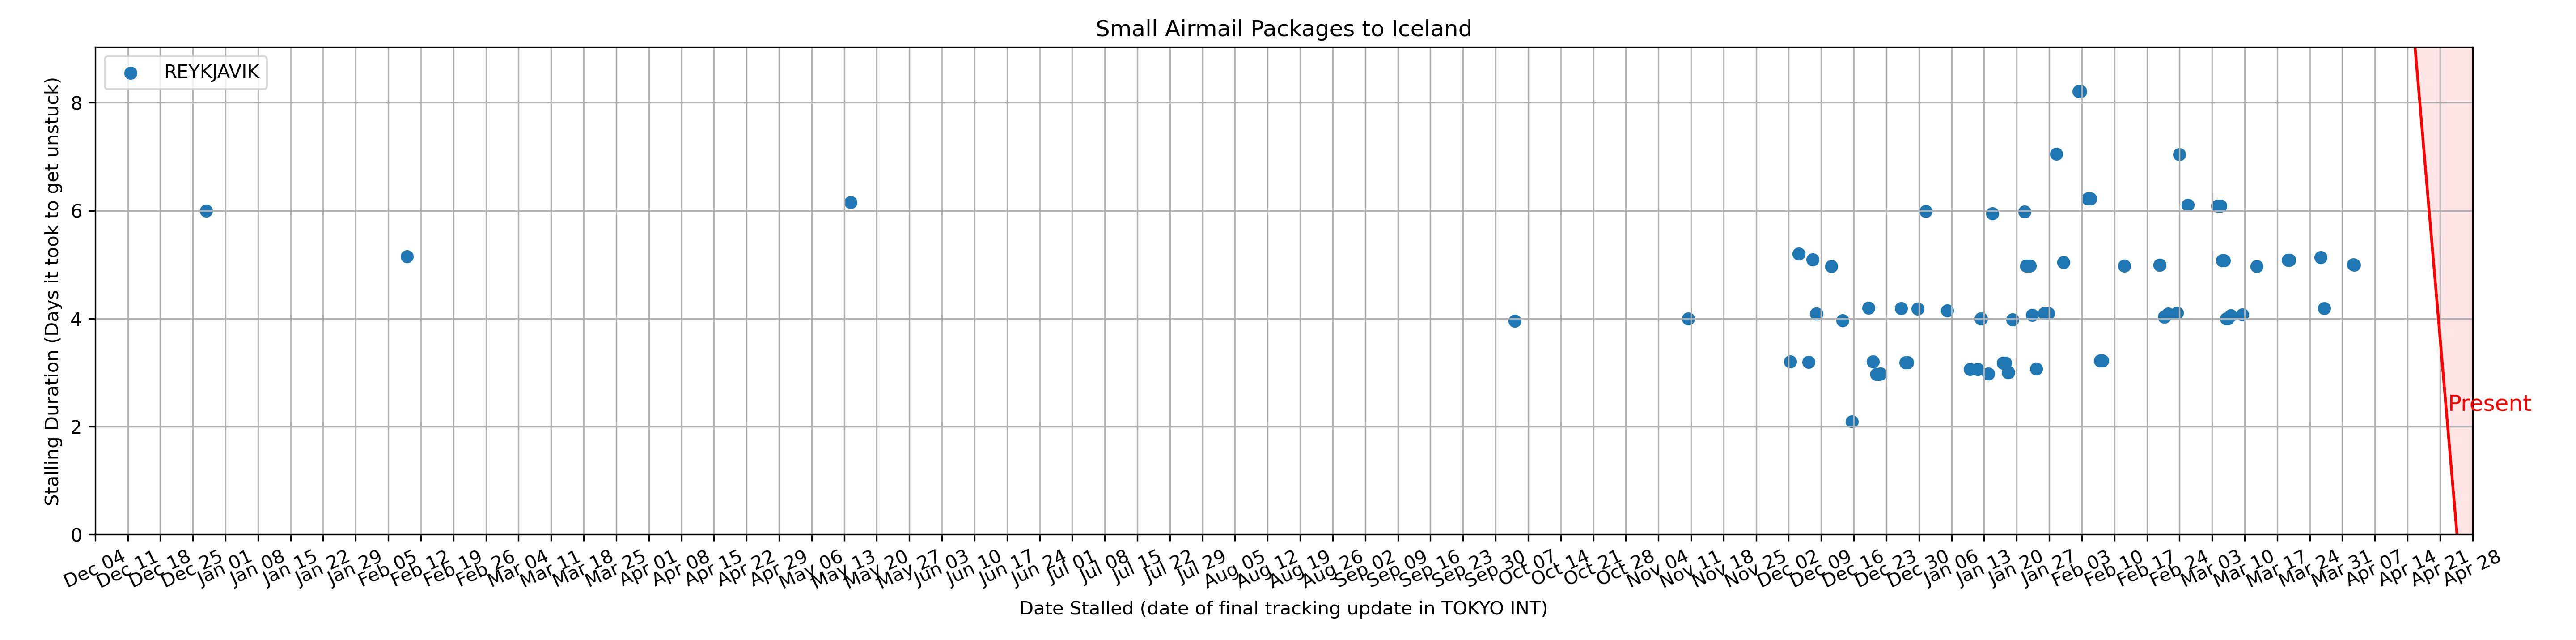 Small Airmail Packages to Iceland
REYKJAVIK
Stalling Duration (Days it took to get unstuck)
8
6
4
2
0
Present
Dec 04
Dec 11
Dec 18
Dec 25
Jan 01
Jan 08
Jan 15
Jan 22
Jan 29
Feb 05
Feb 12
Feb 19
Feb 26
Mar 04
Mar 11
Mar 18
Mar 25
Apr 01
Apr 08
Apr 15
Apr 22
Apr 29
May 06
May 13
May 20
May 27
Jun 03
Jun 10
Jun 17
Jun 24
Jul 01
Jul 08
Jul 15
Jul 22
Jul 29
Aug 05
Aug 12
Aug 19
Aug 26
Sep 02
Sep 09
Sep 16
Sep 23
Sep 30
Oct 07
Oct 14
Oct 21
Oct 28
Nov 04
Nov 11
Nov 18
Nov 25
Dec 02
Dec 09
Dec 16
Dec 23
Dec 30
Jan 06
Jan 13
Jan 20
Jan 27
Feb 03
Feb 10
Feb 17
Feb 24
Mar 03
Mar 10
Mar 17
Mar 24
Mar 31
Apr 07
Apr 14
Apr 21
Apr 28
Date Stalled (date of final tracking update in TOKYO INT)